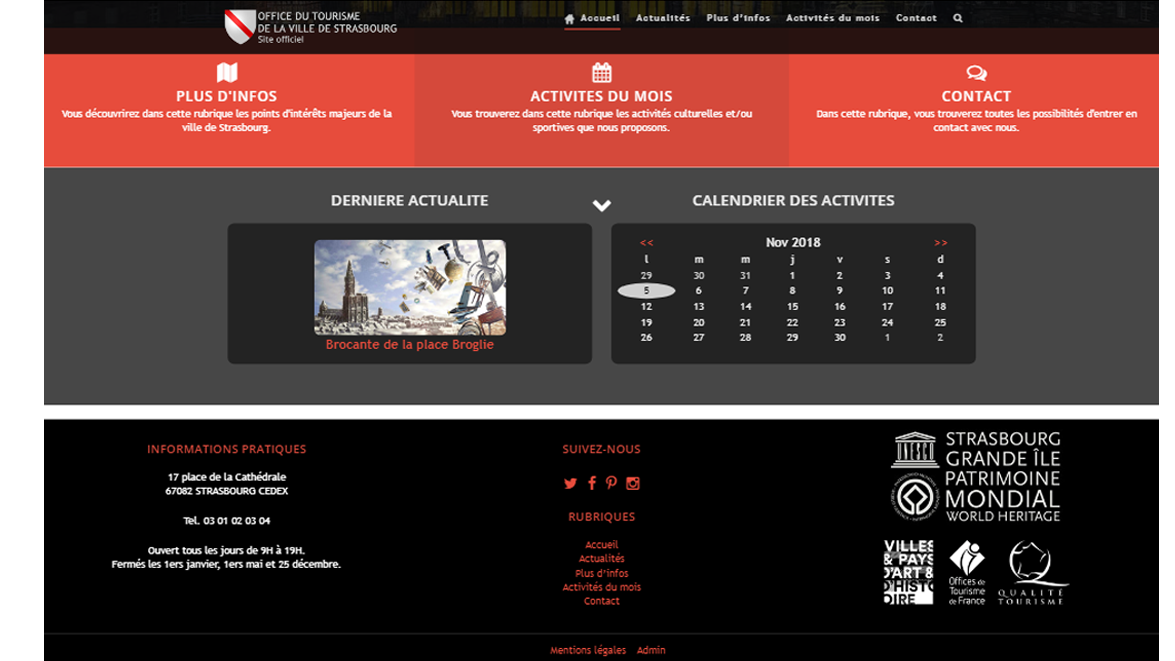 OFFICE DU TOURISME
DE LA VILLE DE STRASBOURG
Site officiel
Accueil Actualités Plus d'infos Activités du mois Contact
PLUS D'INFOS
Vous découvrirez dans cette rubrique les points d'intérêts majeurs de la
ville de Strasbourg.
ACTIVITES DU MOIS
Vous trouverez dans cette rubrique les activités culturelles et/ou
sportives que nous proposons.
CONTACT
Dans cette rubrique, vous trouverez toutes les possibilités d'entrer en
contact avec nous.
DERNIERE ACTUALITE
Brocante de la place Broglie
CALENDRIER DES ACTIVITES
<< Nov 2018 >>
l m m j v s d
29 30 31 1 2 3 4
5 6 7 8 9 10 11
12 13 14 15 16 17 18
19 20 21 22 23 24 25
26 27 28 29 30 1 2
INFORMATIONS PRATIQUES
17 place de la Cathédrale
67082 STRASBOURG CEDEX
Tel. 03 01 02 03 04
Ouvert tous les jours de 9H à 19H.
Fermés les 1ers janvier, 1ers mai et 25 décembre.
SUIVEZ-NOUS
RUBRIQUES
Accueil
Actualités
Plus d'infos
Activités du mois
Contact
UNESCO
STRASBOURG
GRANDE ÎLE
PATRIMOINE
MONDIAL
WORLD HERITAGE
VILLES
& PAYS
D'ART &
D'HISTO
OIRE
Offices de
Tourisme
de France
QUALITÉ
TOURISME
Mentions légales Admin